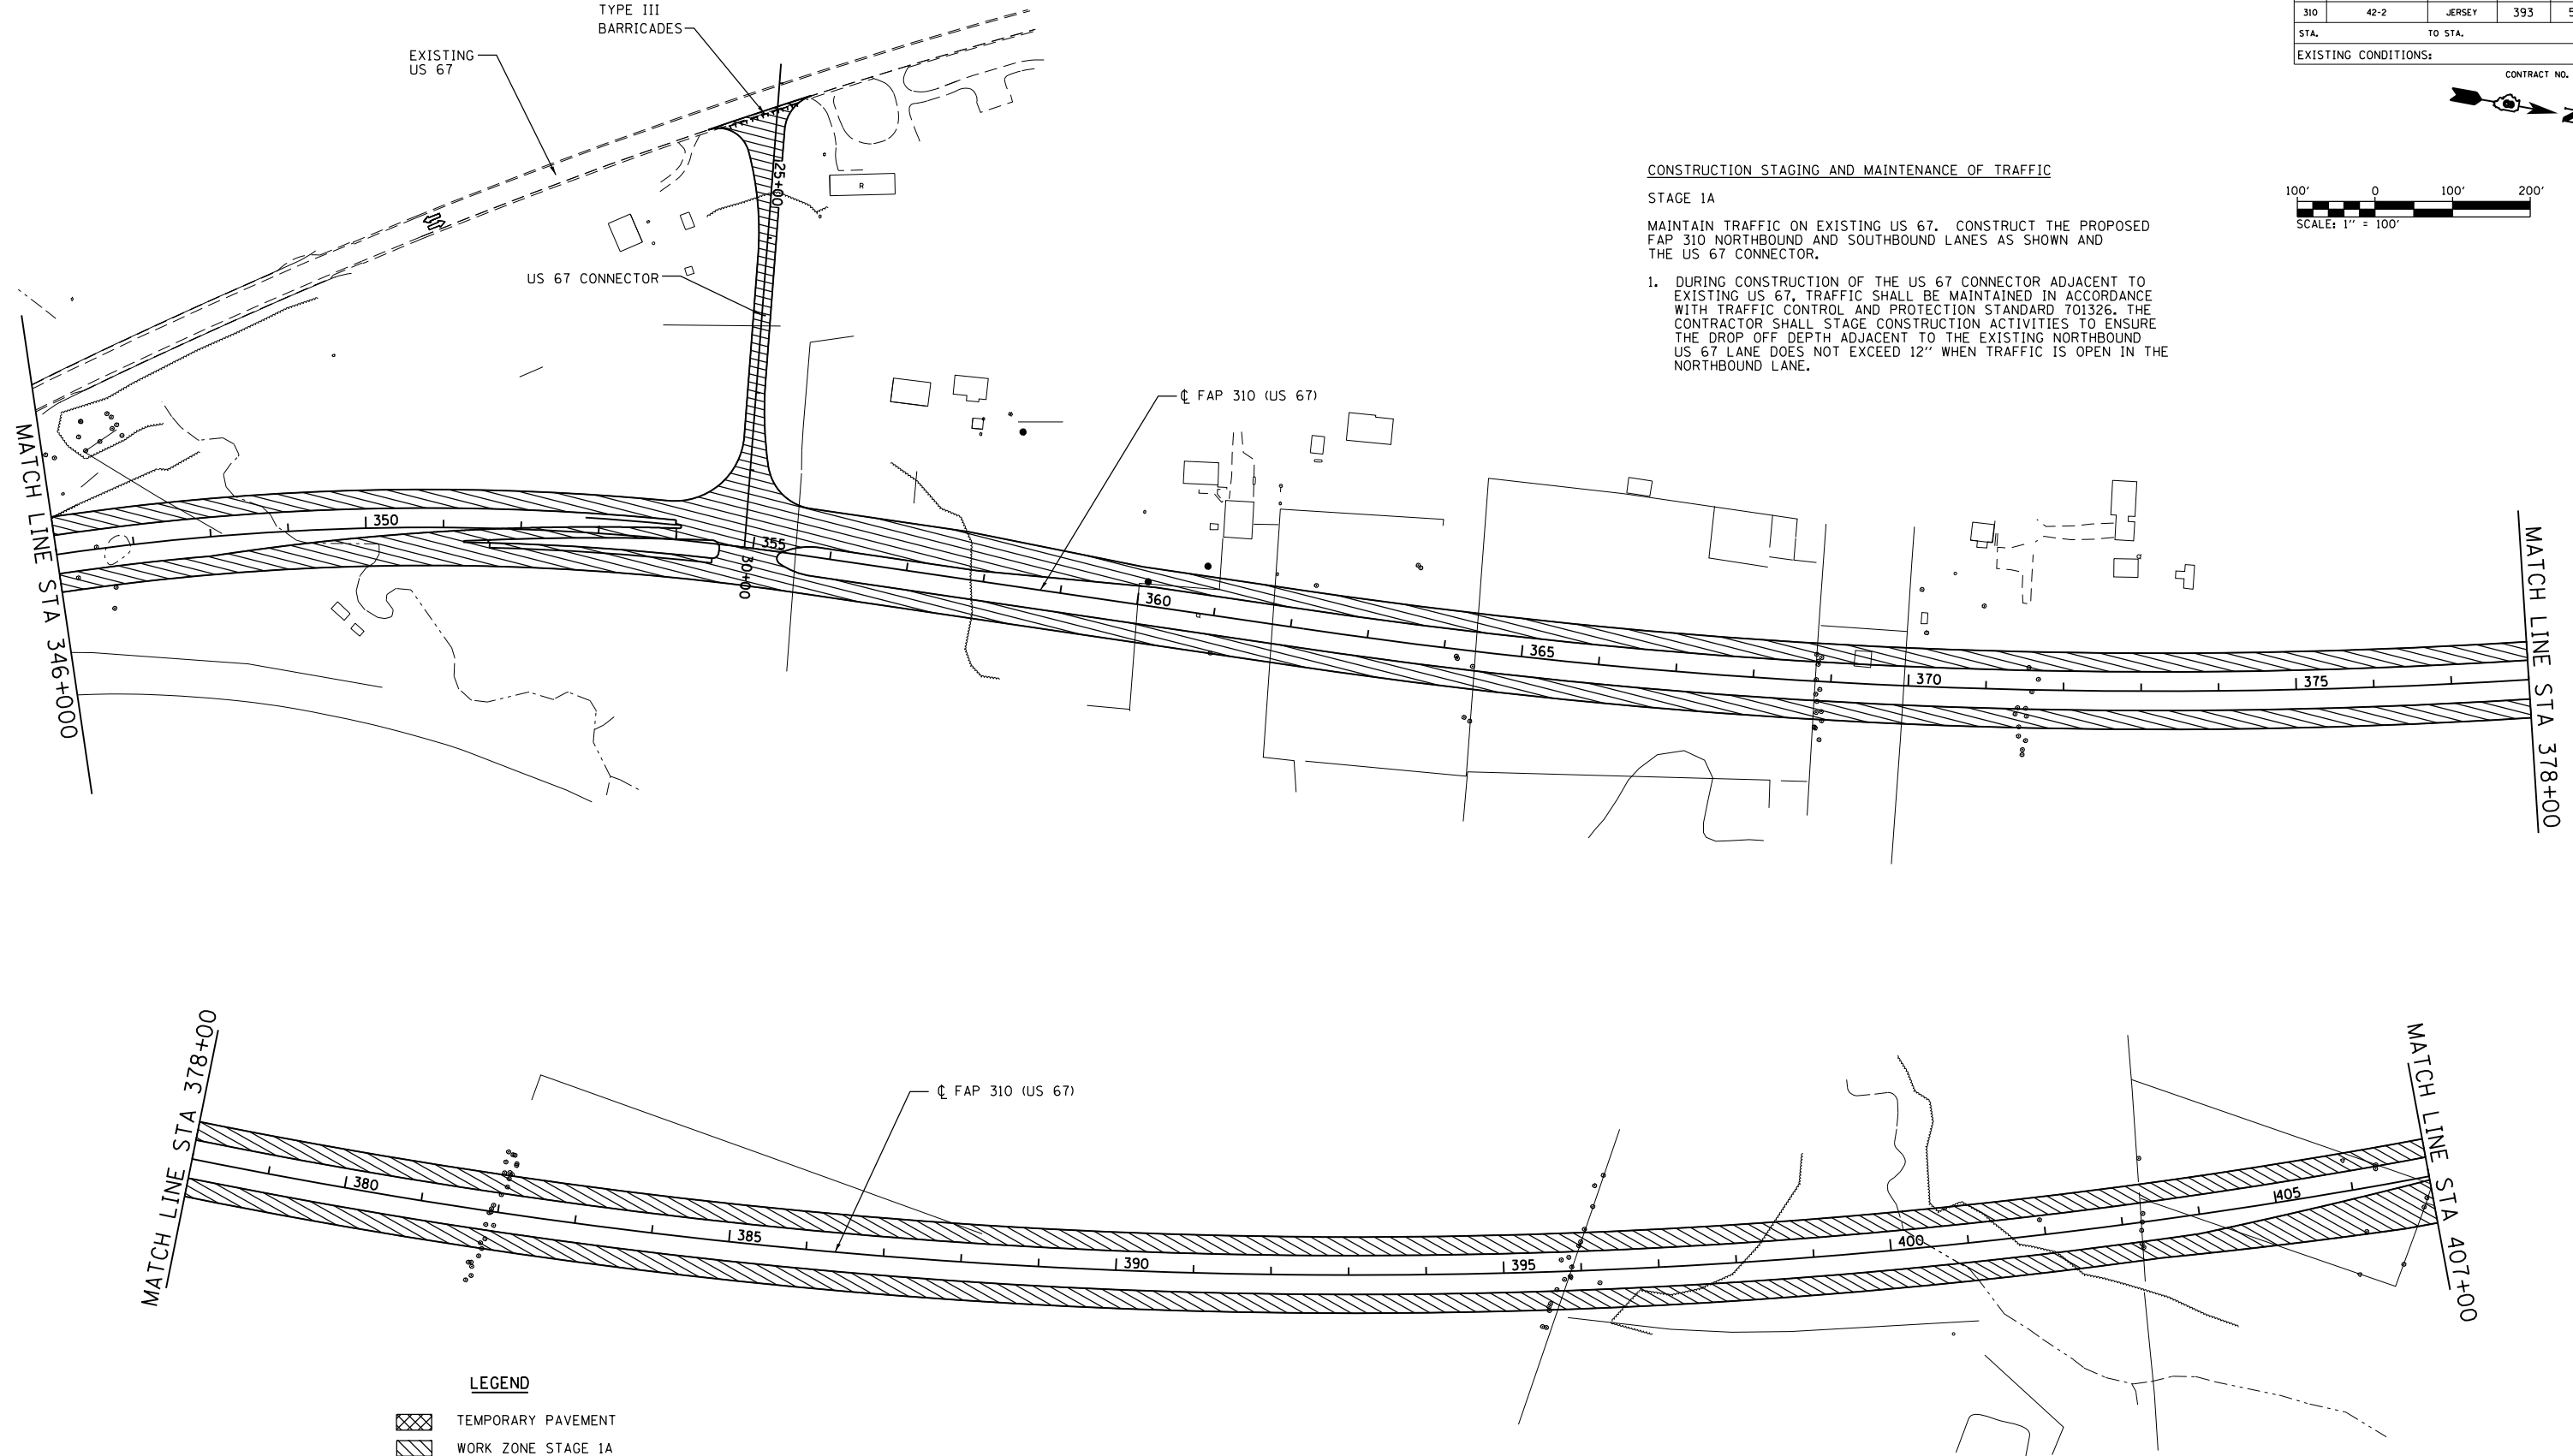 TYPE III
BARRICADES
EXISTING
US 67
310 42-2 JERSEY 393
STA. TO STA.
EXISTING CONDITIONS:
CONTRACT NO.
CONSTRUCTION STAGING AND MAINTENANCE OF TRAFFIC
STAGE 1A
MAINTAIN TRAFFIC ON EXISTING US 67. CONSTRUCT THE PROPOSED
FAP 310 NORTHBOUND AND SOUTHBOUND LANES AS SHOWN AND
THE US 67 CONNECTOR.
1. DURING CONSTRUCTION OF THE US 67 CONNECTOR ADJACENT TO
EXISTING US 67, TRAFFIC SHALL BE MAINTAINED IN ACCORDANCE
WITH TRAFFIC CONTROL AND PROTECTION STANDARD 701326. THE
CONTRACTOR SHALL STAGE CONSTRUCTION ACTIVITIES TO ENSURE
THE DROP OFF DEPTH ADJACENT TO THE EXISTING NORTHBOUND
US 67 LANE DOES NOT EXCEED 12'' WHEN TRAFFIC IS OPEN IN THE
NORTHBOUND LANE.
100' 0 100' 200'
SCALE: 1'' = 100'
25+00
R
US 67 CONNECTOR
℄ FAP 310 (US 67)
MATCH LINE STA 346+000
350
355
30+00
360
365
370
375
MATCH LINE STA 378+00
MATCH LINE STA 378+00
℄ FAP 310 (US 67)
380
385
390
395
400
405
MATCH LINE STA 407+00
LEGEND
TEMPORARY PAVEMENT
WORK ZONE STAGE 1A